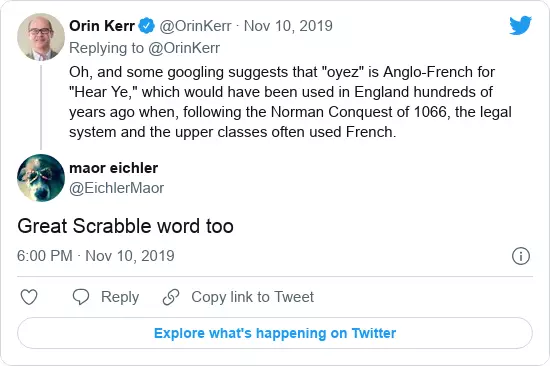 Orin Kerr @OrinKerr · Nov 10, 2019
Replying to @OrinKerr
Oh, and some googling suggests that "oyez" is Anglo-French for
"Hear Ye," which would have been used in England hundreds of
years ago when, following the Norman Conquest of 1066, the legal
system and the upper classes often used French.
maor eichler
@EichlerMaor
Great Scrabble word too
6:00 PM · Nov 10, 2019
Reply Copy link to Tweet
Explore what's happening on Twitter